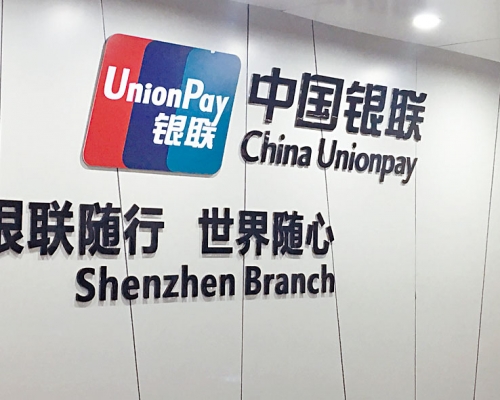 UnionPay
银联
中国银联
China Unionpay
银联随行 世界随心
Shenzhen Branch